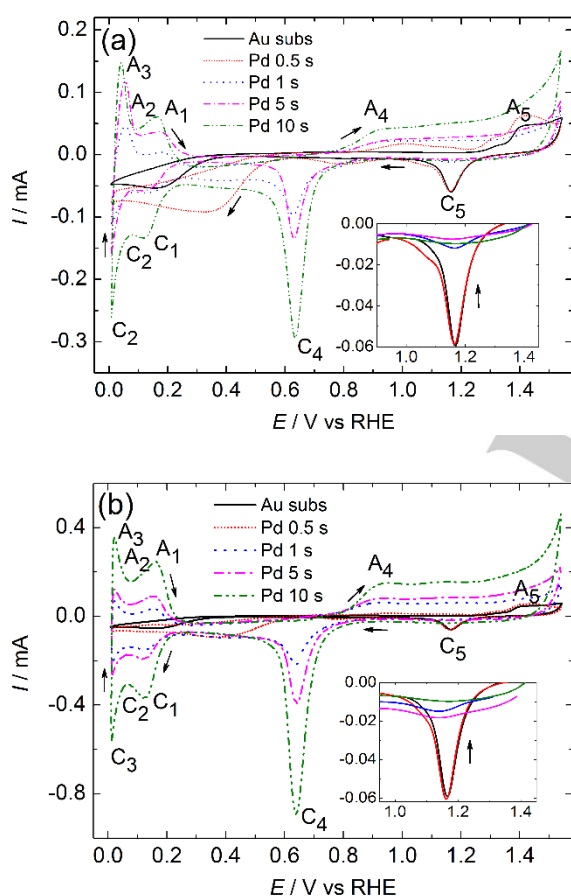 (a)
Au subs
Pd 0.5 s
Pd 1 s
Pd 5 s
Pd 10 s
A3
A2
A1
A4
A5
C5
C1
C2
C2
C4
0.2
0.1
0.0
-0.1
-0.2
-0.3
I / mA
0.00
-0.02
-0.04
-0.06
1.0 1.2 1.4
0.0 0.2 0.4 0.6 0.8 1.0 1.2 1.4
E / V vs RHE
(b)
Au subs
Pd 0.5 s
Pd 1 s
Pd 5 s
Pd 10 s
A3
A2
A1
A4
A5
C5
C2
C1
C3
C4
0.4
0.0
-0.4
-0.8
I / mA
0.00
-0.02
-0.04
-0.06
1.0 1.2 1.4
0.0 0.2 0.4 0.6 0.8 1.0 1.2 1.4
E / V vs RHE